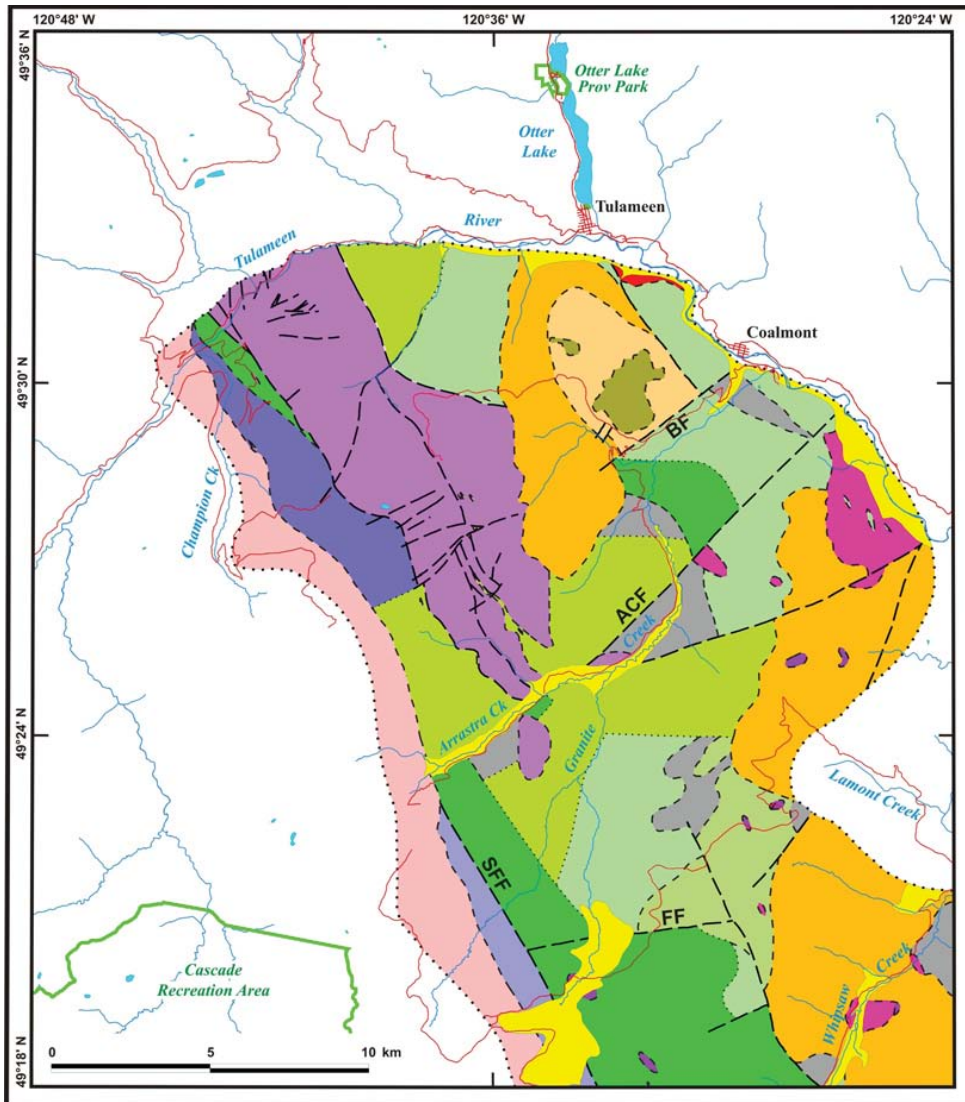 120°48' W
120°36' W
120°24' W
49°36' N
Otter Lake
Prov Park
Otter
Lake
Tulameen
River
Tulameen
Coalmont
49°30' N
BF
Champion Ck
ACF
Creek
Arrastra Ck
Granite
49°24' N
Lamont Creek
SFF
FF
Cascade
Recreation Area
Creek
Whipsaw
49°18' N
0
5
10 km